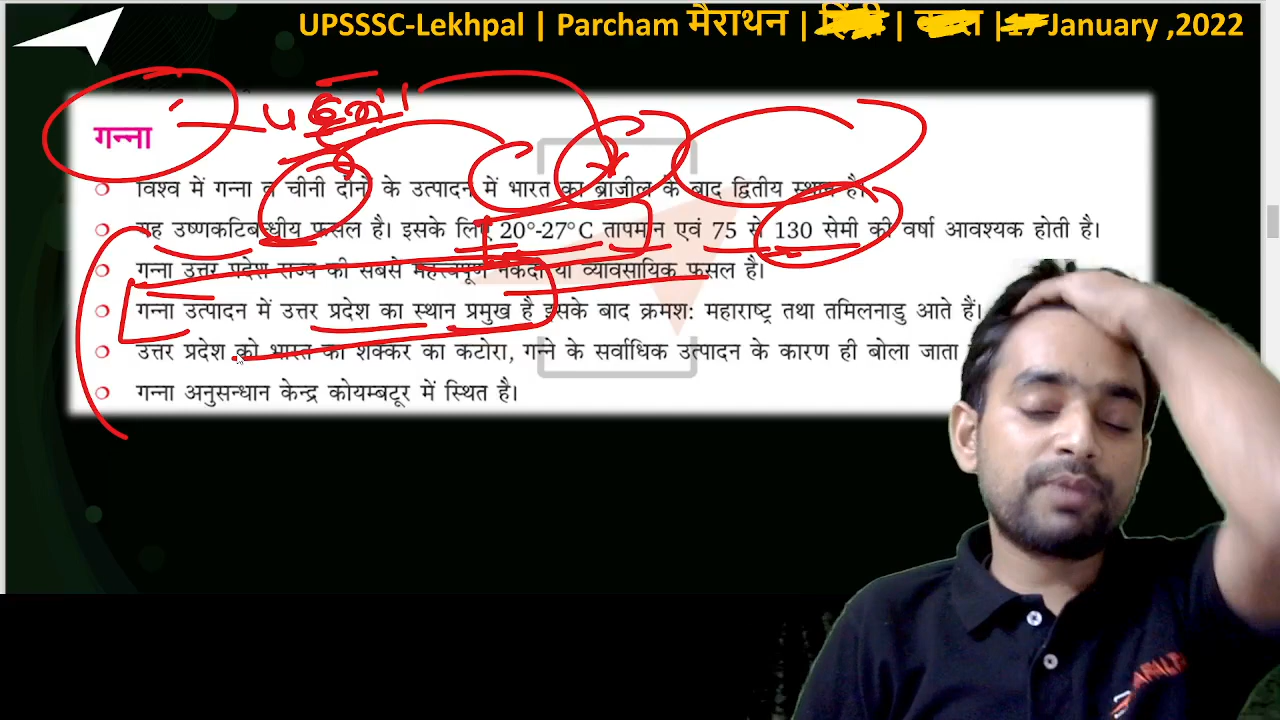 UPSSSC-Lekhpal | Parcham मैराथन | हिंदी | | 17 January ,2022
गन्ना
विश्व में गन्ना व चीनी दोनों के उत्पादन में भारत का ब्राजील के बाद द्वितीय स्थान है।
यह उष्णकटिबन्धीय फसल है। इसके लिए 20°-27°C तापमान एवं 75 से 130 सेमी की वर्षा आवश्यक होती है।
गन्ना उत्तर प्रदेश राज्य की सबसे महत्त्वपूर्ण नकदी या व्यावसायिक फसल है।
गन्ना उत्पादन में उत्तर प्रदेश का स्थान प्रमुख है इसके बाद क्रमश: महाराष्ट्र तथा तमिलनाडु आते हैं।
उत्तर प्रदेश को भारत का शक्कर का कटोरा, गन्ने के सर्वाधिक उत्पादन के कारण ही बोला जाता
गन्ना अनुसन्धान केन्द्र कोयम्बटूर में स्थित है।